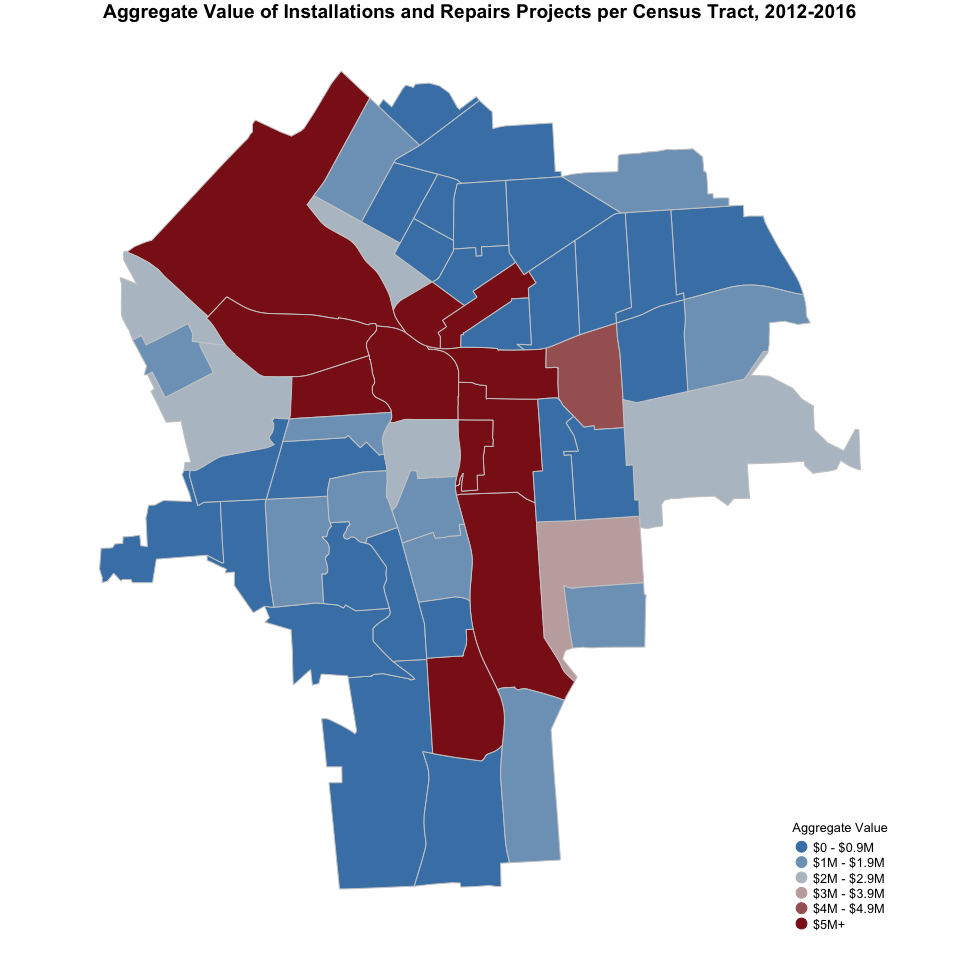 Aggregate Value of Installations and Repairs Projects per Census Tract, 2012-2016
Aggregate Value
$0 - $0.9M
$1M - $1.9M
$2M - $2.9M
$3M - $3.9M
$4M - $4.9M
$5M+